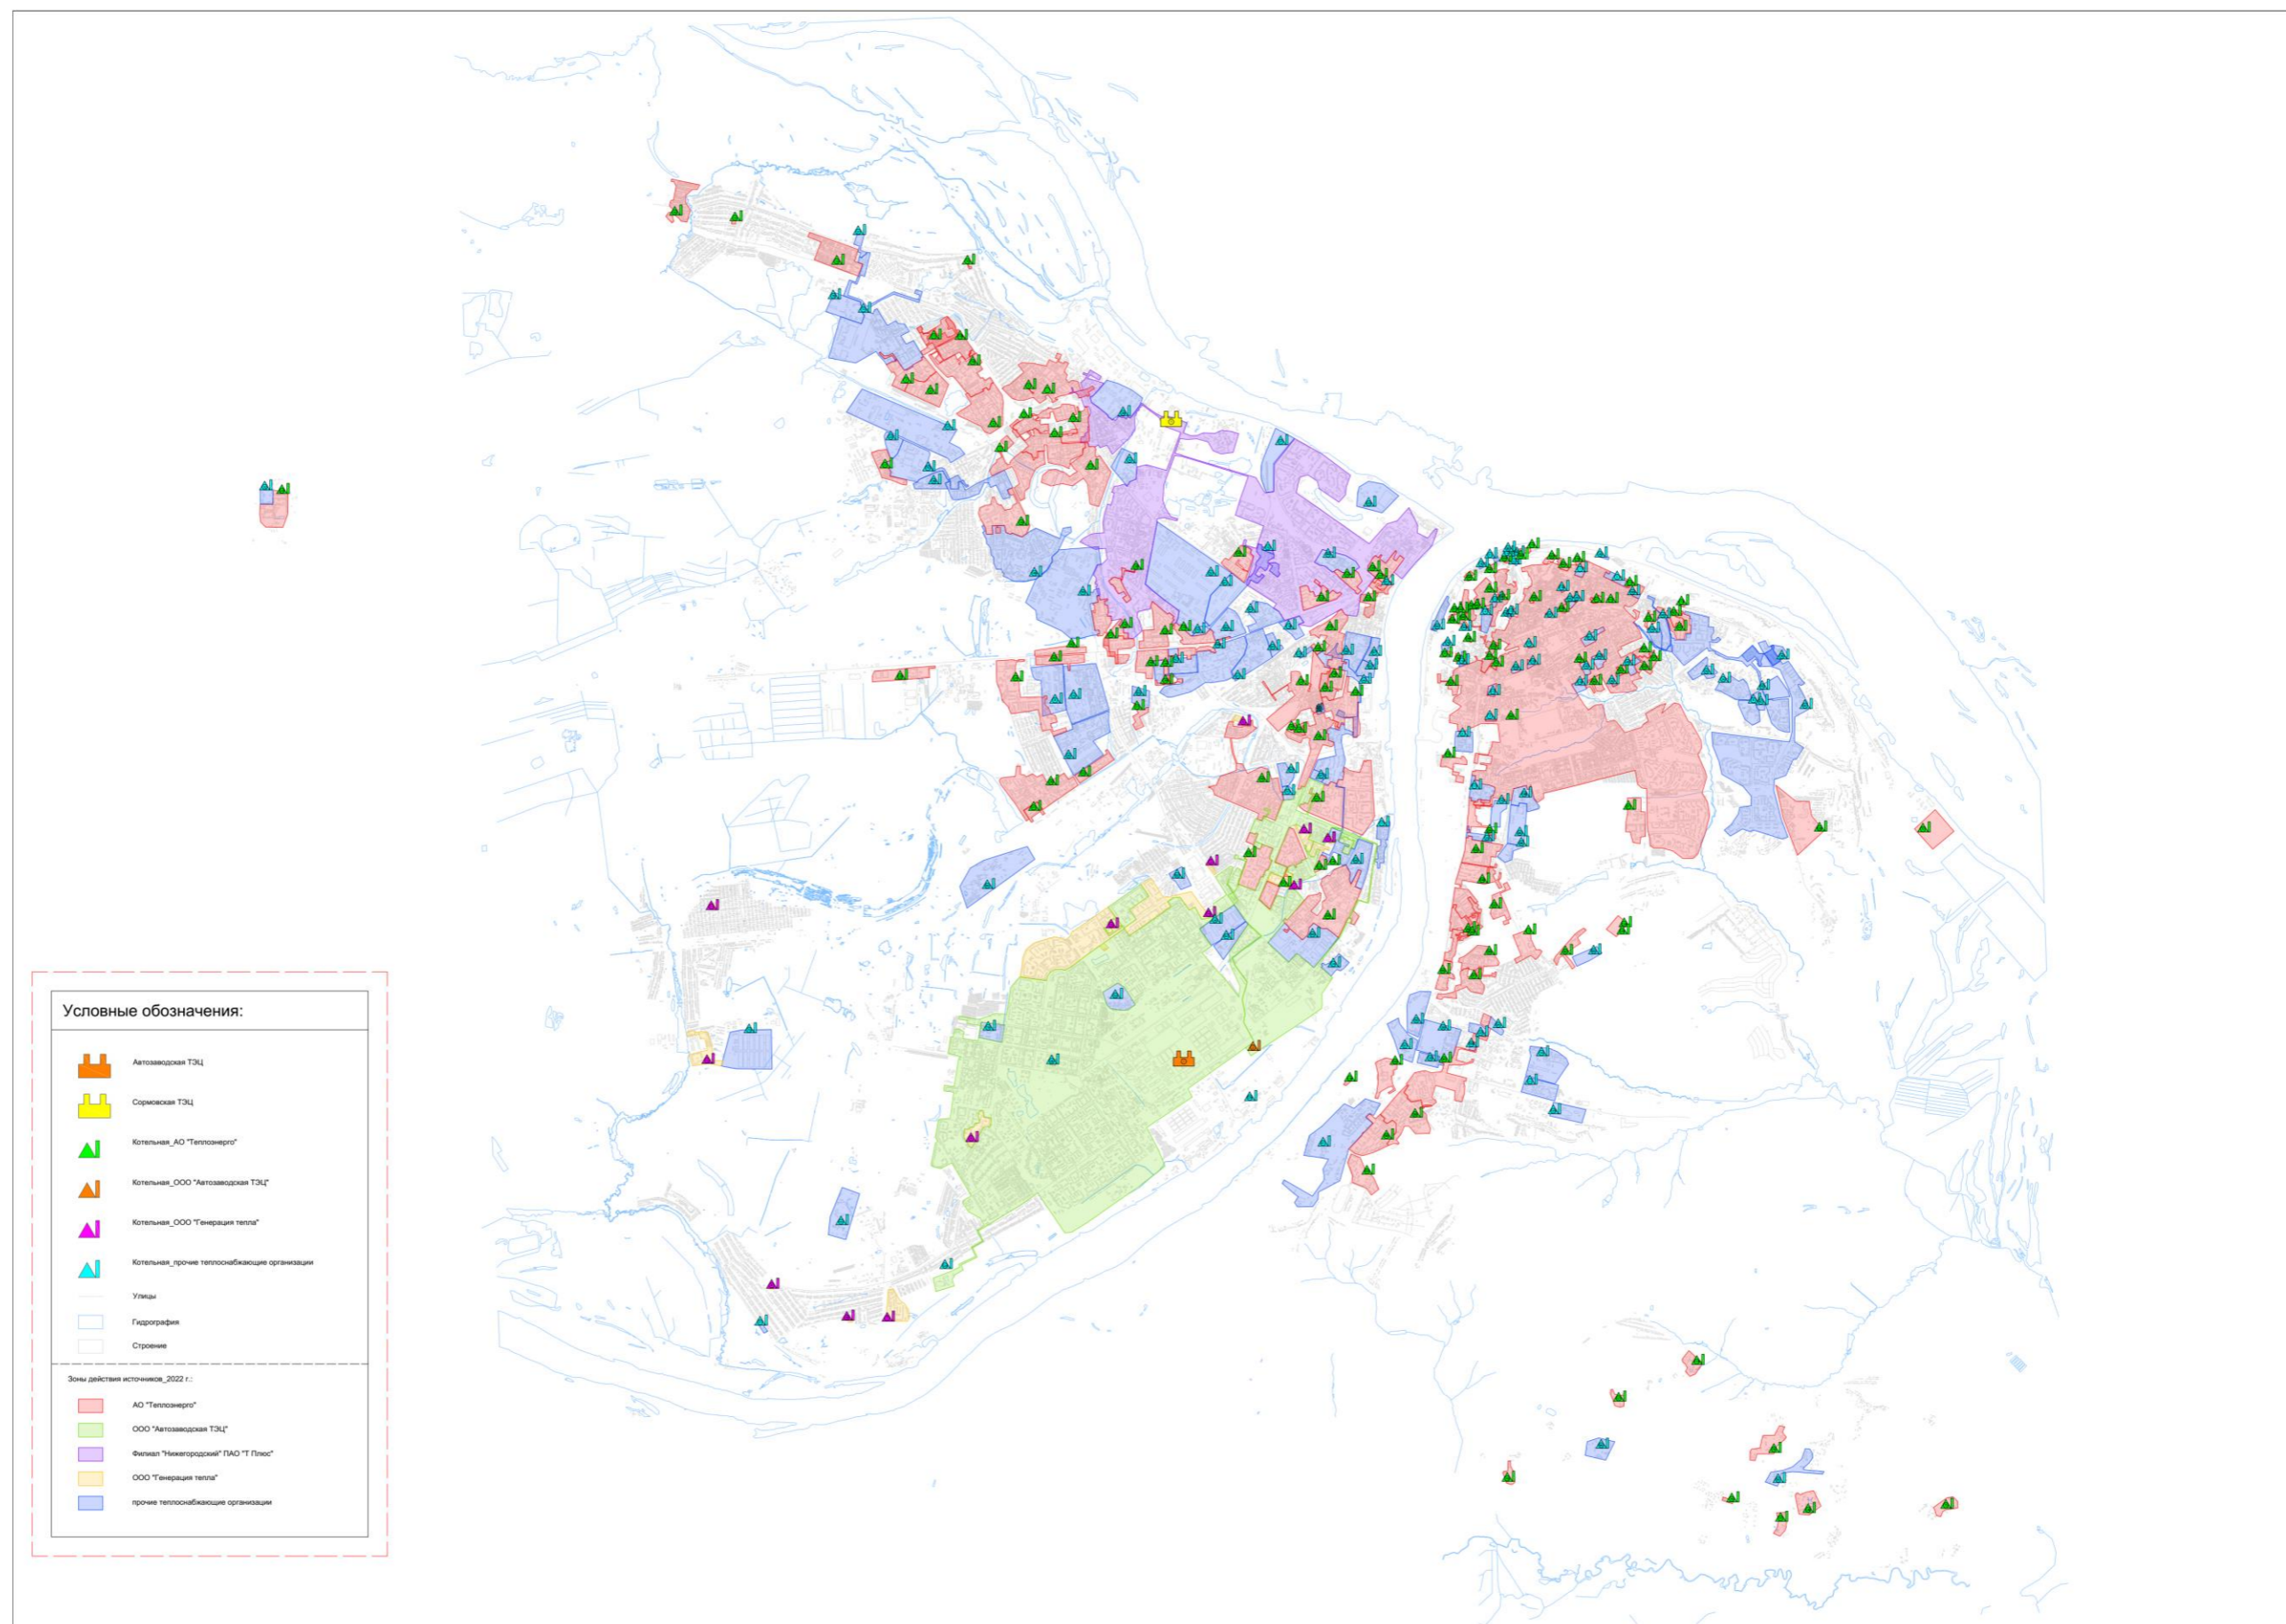 Условные обозначения:
Автозаводская ТЭЦ
Сормовская ТЭЦ
Котельная_АО "Теплоэнерго"
Котельная_ООО "Автозаводская ТЭЦ"
Котельная_ООО "Генерация тепла"
Котельная_прочие теплоснабжающие организации
Улицы
Гидрография
Строение
Зоны действия источников_2022 г.:
АО "Теплоэнерго"
ООО "Автозаводская ТЭЦ"
Филиал "Нижегородский" ПАО "Т Плюс"
ООО "Генерация тепла"
прочие теплоснабжающие организации